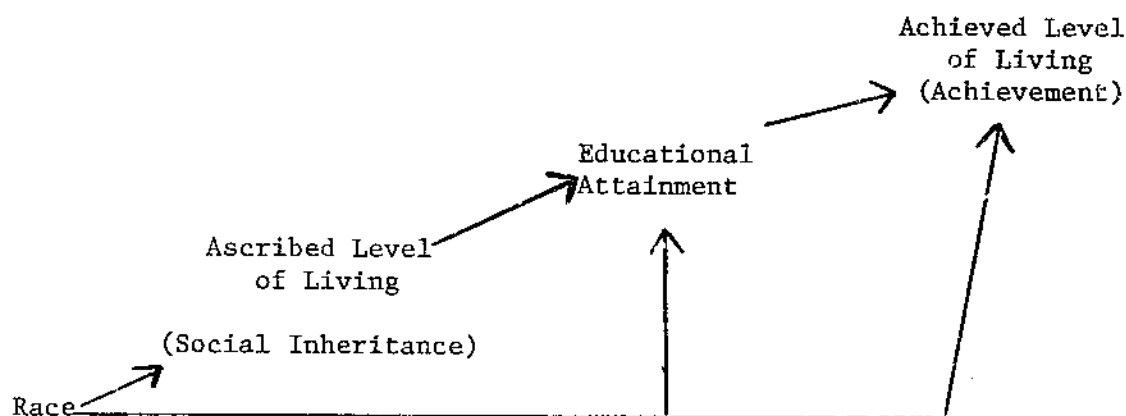 Achieved Level
of Living
(Achievement)
Educational
Attainment
Ascribed Level
of Living
(Social Inheritance)
Race